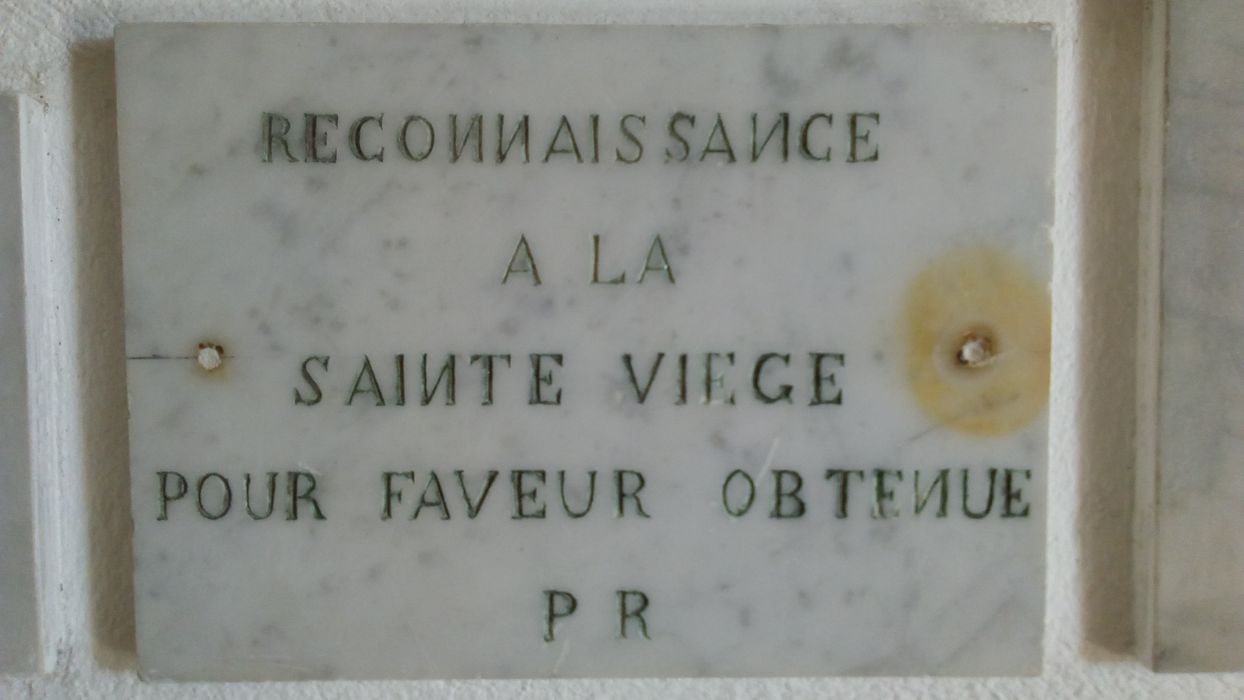 RECONNAISSANCE
A LA
SAINTE VIEGE
POUR FAVEUR OBTENUE
P R